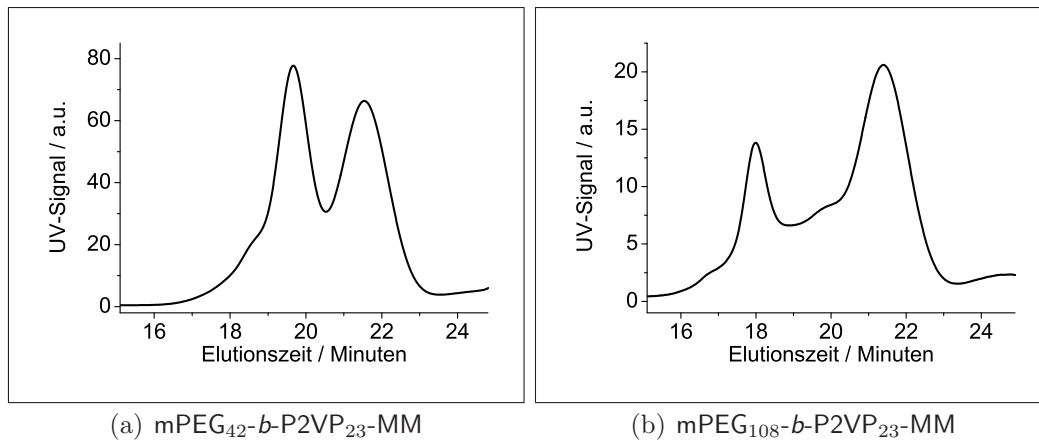 80
60
40
20
0
UV-Signal / a.u.
16 18 20 22 24
Elutionszeit / Minuten
(a) mPEG42-b-P2VP23-MM
20
15
10
5
0
UV-Signal / a.u.
16 18 20 22 24
Elutionszeit / Minuten
(b) mPEG108-b-P2VP23-MM